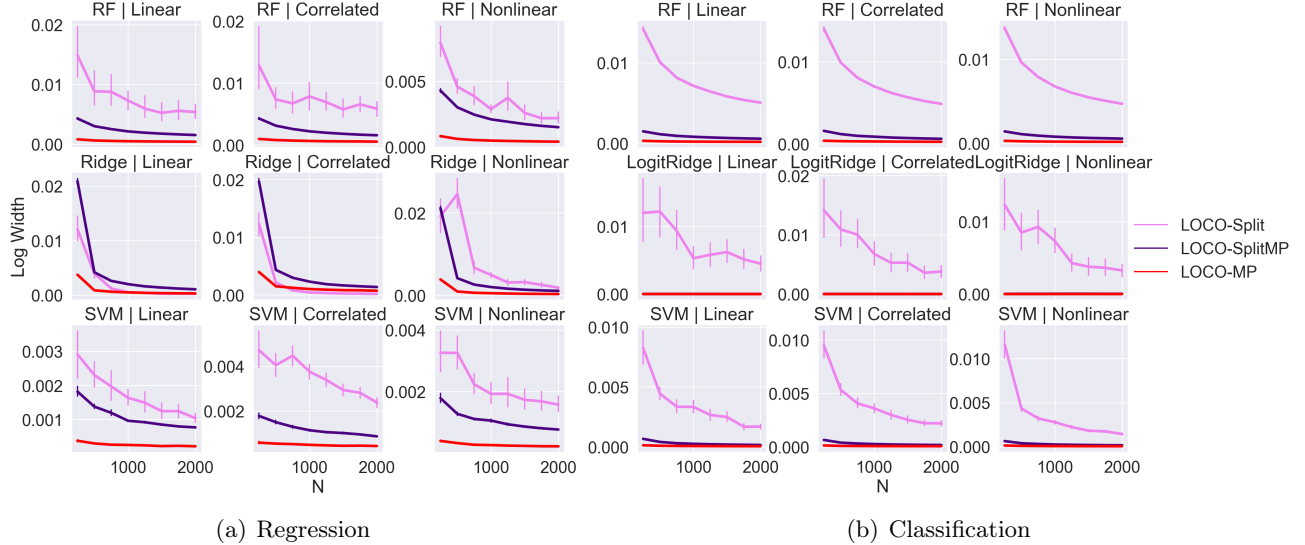 RF | Linear
RF | Correlated
RF | Nonlinear
RF | Linear
RF | Correlated
RF | Nonlinear
0.02
0.01
0.00
0.02
0.01
0.00
0.005
0.000
0.01
0.00
0.01
0.00
0.01
0.00
Ridge | Linear
Ridge | Correlated
Ridge | Nonlinear
LogitRidge | Linear
LogitRidge | Correlated
LogitRidge | Nonlinear
0.02
0.01
0.00
0.02
0.01
0.00
0.02
0.00
0.01
0.00
0.02
0.01
0.00
0.01
0.00
Log Width
SVM | Linear
SVM | Correlated
SVM | Nonlinear
SVM | Linear
SVM | Correlated
SVM | Nonlinear
0.003
0.002
0.001
0.004
0.002
0.004
0.002
0.010
0.005
0.000
0.010
0.005
0.000
0.010
0.005
0.000
1000 2000
1000 2000
1000 2000
1000 2000
1000 2000
1000 2000
N
N
LOCO-Split
LOCO-SplitMP
LOCO-MP
(a) Regression
(b) Classification